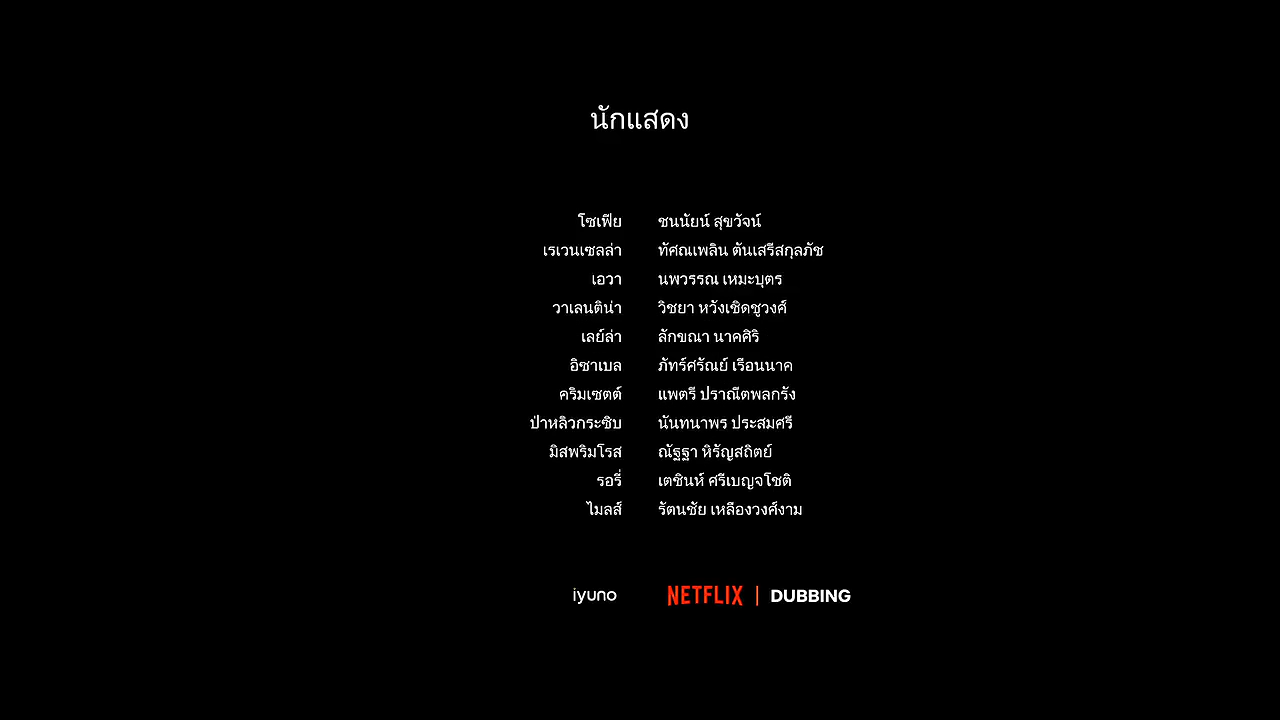 นักแสดง
โซเฟีย ชนนัยน์ สุขวัจน์
เรเวนเซลล่า ทัศณเพลิน ตันเสรีสกุลภัช
เอวา นพวรรณ เหมะบุตร
วาเลนติน่า วิชยา หวังเชิดชูวงศ์
เลย์ล่า ลักขณา นาคศิริ
อิซาเบล ภัทร์ศรัณย์ เรือนนาค
คริมเซตต์ แพตรี ปราณีตพลกรัง
ป่าหลิวกระซิบ นันทนาพร ประสมศรี
มิสพริมโรส ณัฐฐา หิรัญสถิตย์
รอรี่ เตชินห์ ศรีเบญจโชติ
ไมลส์ รัตนชัย เหลืองวงศ์งาม
iyuno NETFLIX | DUBBING